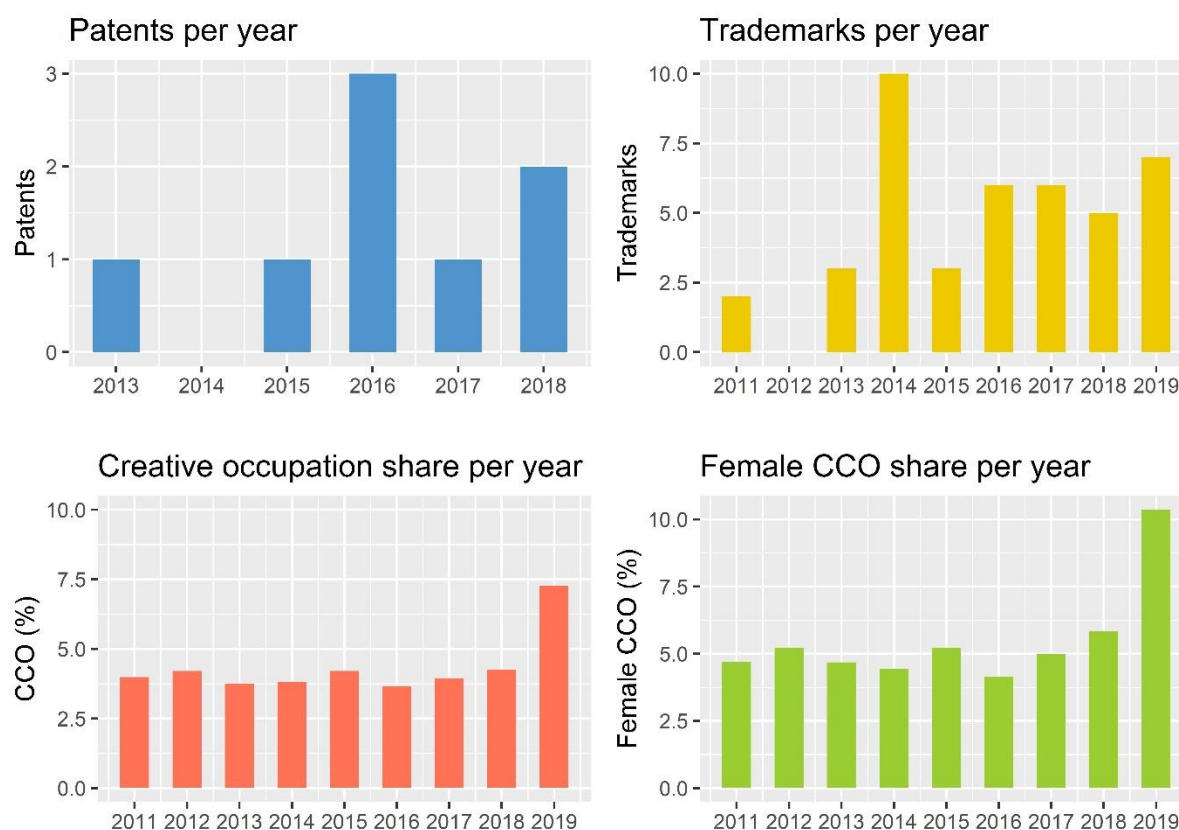 Patents per year
Patents
3
2
1
0
2013 2014 2015 2016 2017 2018
Trademarks per year
Trademarks
10.0
7.5
5.0
2.5
0.0
2011 2012 2013 2014 2015 2016 2017 2018 2019
Creative occupation share per year
CCO (%)
10.0
7.5
5.0
2.5
0.0
2011 2012 2013 2014 2015 2016 2017 2018 2019
Female CCO share per year
Female CCO (%)
10.0
7.5
5.0
2.5
0.0
2011 2012 2013 2014 2015 2016 2017 2018 2019